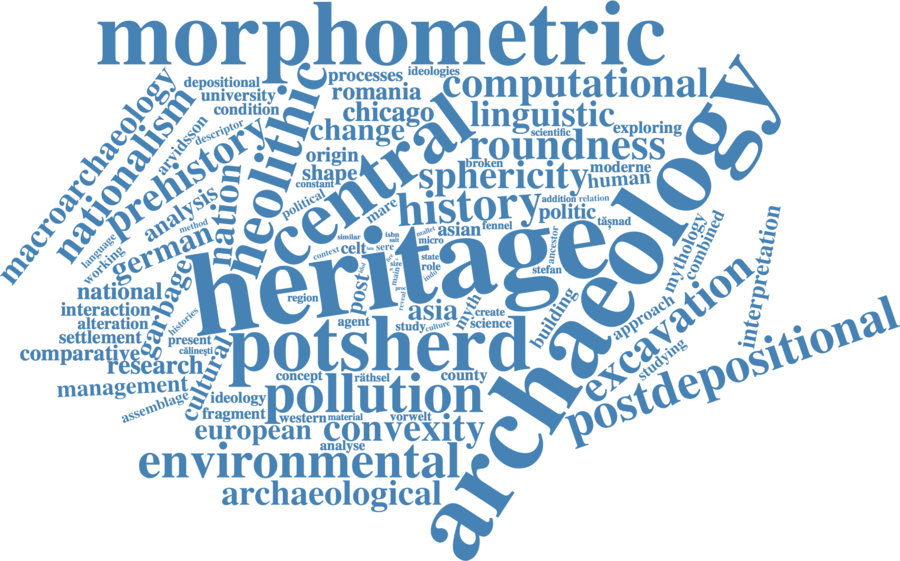 morphometric
depositional
processes
ideologies
university
romania
computational
condition
chicago
linguistic
macroarchaeology
nationalism
arvidsson
descriptor
neolithic
change
scientific
exploring
prehistory
origin
central
roundness
broken
shape
constant
sphericity
moderne
human
analysis
nation
political
mare
history
addition
relation
politic
tășnad
method
german
language
working
similar
isbn
mallet
asian
fennel
archaeology
mythology
combined
context
celt
sere
micro
state
role
ancestor
stefan
heritage
size
indo
national
garbage
region
post
interaction
histories
asia
myth
create
science
building
approach
excavation
interpretation
alteration
agent
study
culture
settlement
present
călinești
potsherd
studying
comparative
research
cultural
concept
räthsel
county
postdepositional
management
assemblage
ideology
pollution
fragment
western
material
vorwelt
european
convexity
analyse
environmental
archaeological